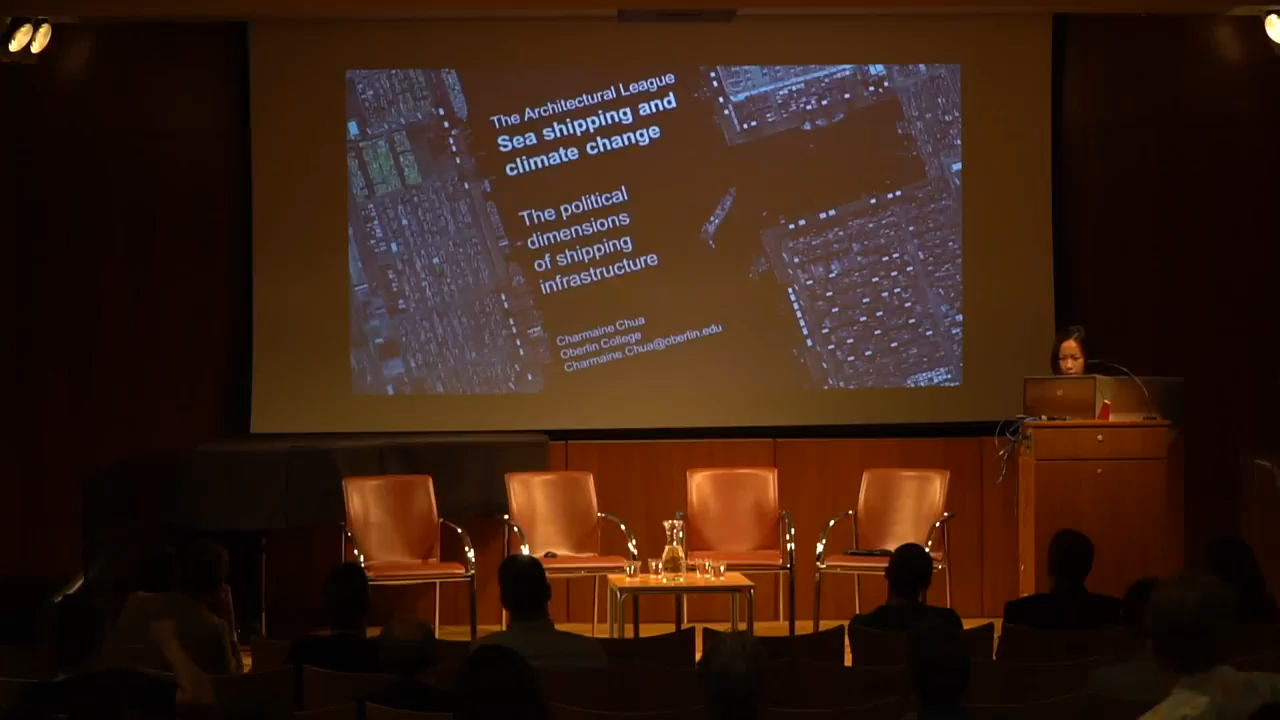 The Architectural League
Sea shipping and
climate change
The political
dimensions
of shipping
infrastructure
Charmaine Chua
Oberlin College
Charmaine.Chua@oberlin.edu